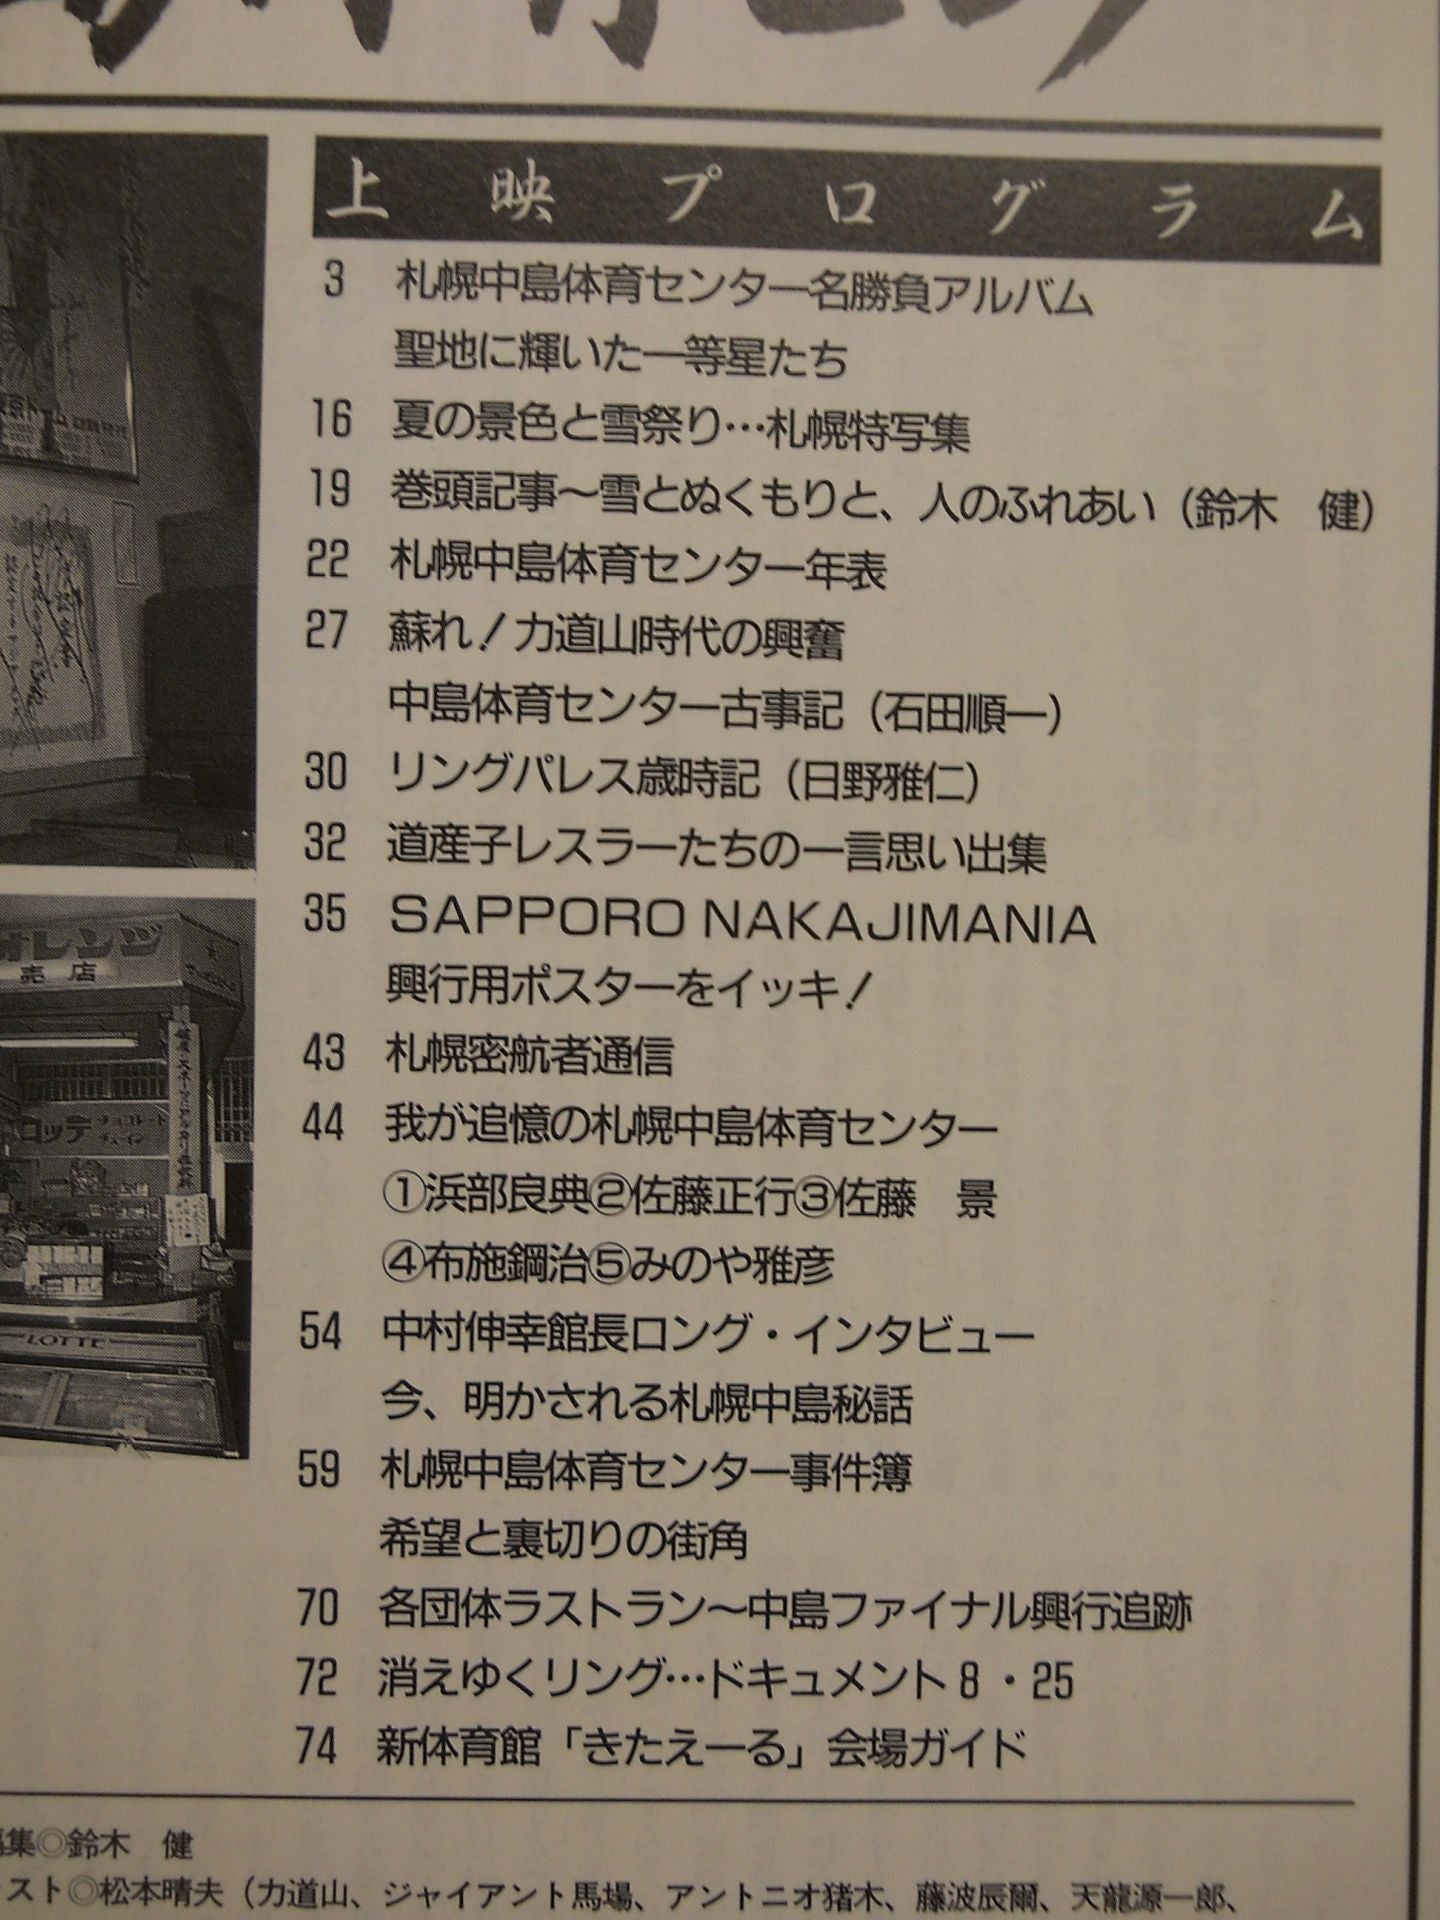 上映プログラム
3 札幌中島体育センター名勝負アルバム
聖地に輝いた一等星たち
16 夏の景色と雪祭り…札幌特写集
19 巻頭記事〜雪とぬくもりと、人のふれあい（鈴木　健）
22 札幌中島体育センター年表
27 蘇れ！力道山時代の興奮
中島体育センター古事記（石田順一）
30 リングパレス歳時記（日野雅仁）
32 道産子レスラーたちの一言思い出集
35 SAPPORO NAKAJIMANIA
興行用ポスターをイッキ！
43 札幌密航者通信
44 我が追憶の札幌中島体育センター
①浜部良典②佐藤正行③佐藤　景
④布施鋼治⑤みのや雅彦
54 中村伸幸館長ロング・インタビュー
今、明かされる札幌中島秘話
59 札幌中島体育センター事件簿
希望と裏切りの街角
70 各団体ラストラン〜中島ファイナル興行追跡
72 消えゆくリング…ドキュメント8・25
74 新体育館「きたえーる」会場ガイド
集◎鈴木　健
スト◎松本晴夫（力道山、ジャイアント馬場、アントニオ猪木、藤波辰爾、天龍源一郎、
オレンジ
売店
ロッテ
LOTTE